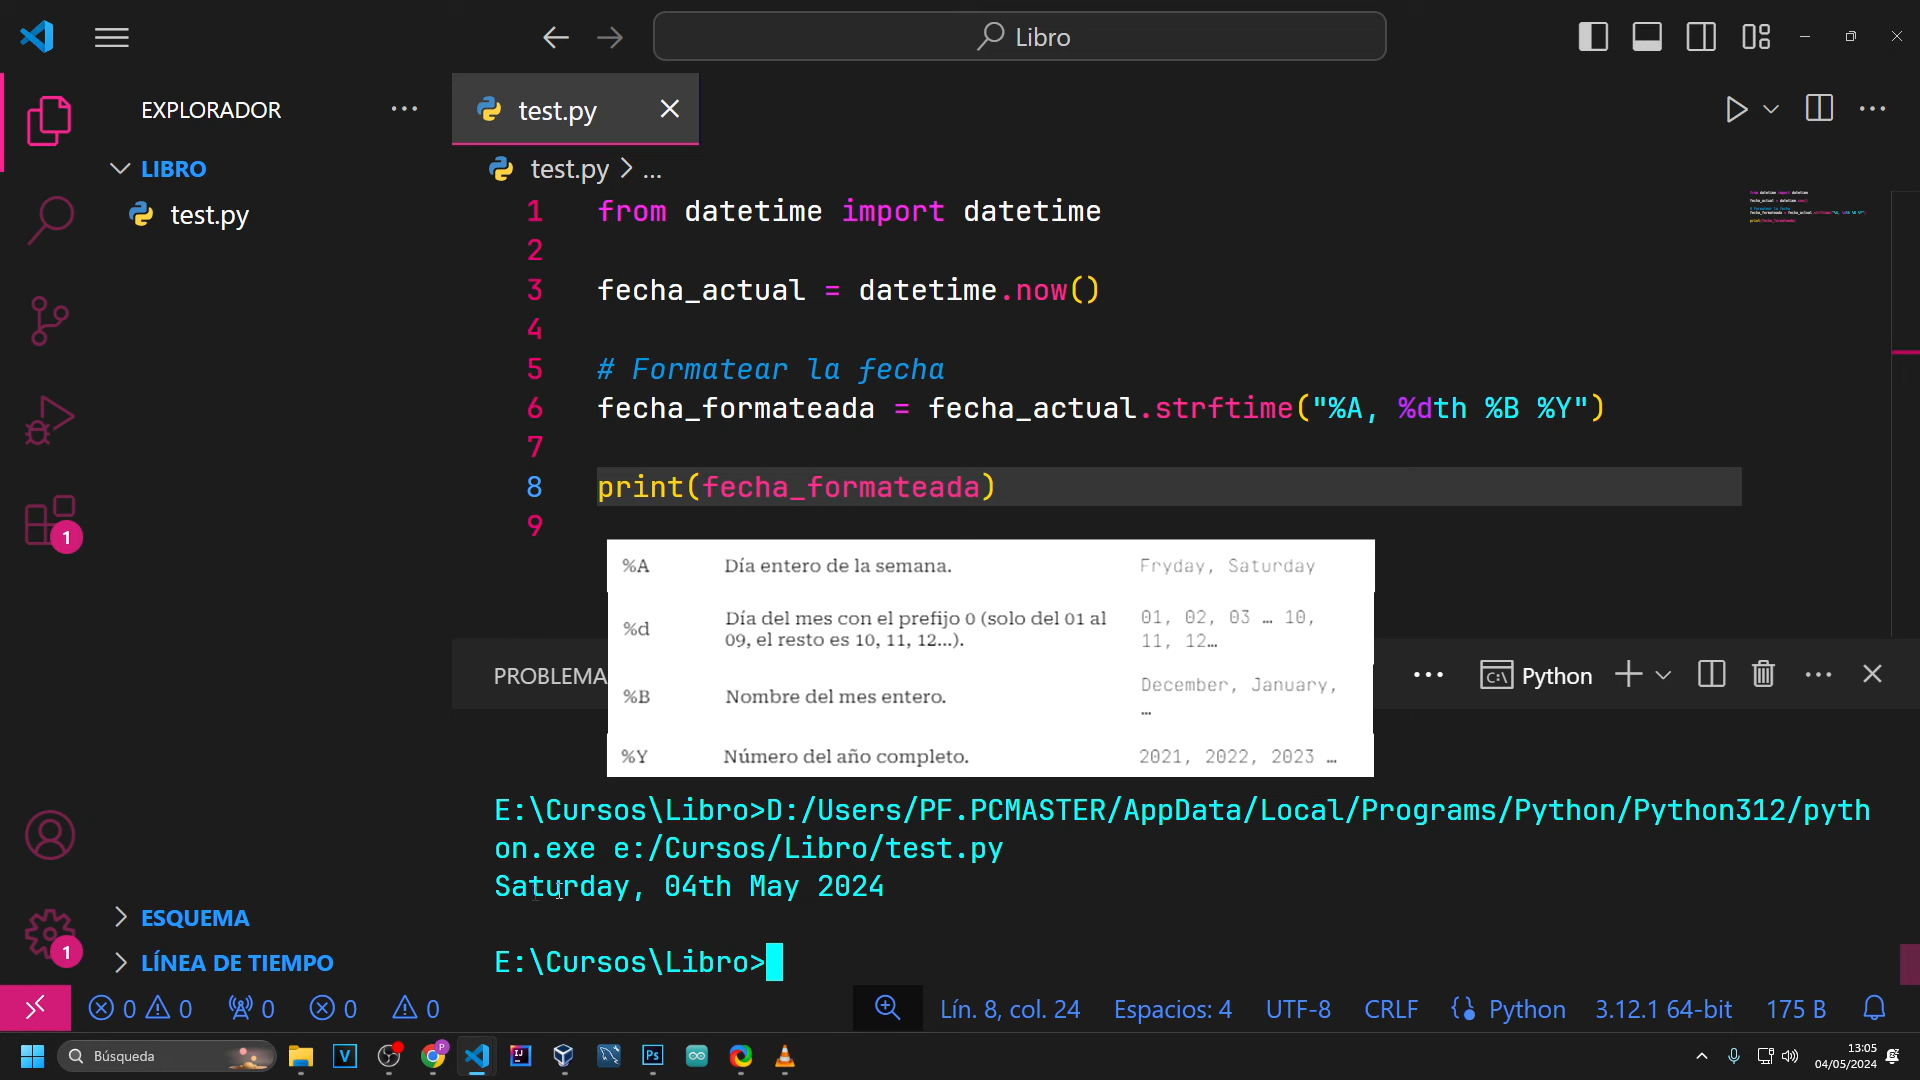 Libro
EXPLORADOR
LIBRO
test.py
test.py
test.py > ...
1 from datetime import datetime
2
3 fecha_actual = datetime.now()
4
5 # Formatear la fecha
6 fecha_formateada = fecha_actual.strftime("%A, %dth %B %Y")
7
8 print(fecha_formateada)
9
%A Día entero de la semana. Fryday, Saturday
%d Día del mes con el prefijo 0 (solo del 01 al 09, el resto es 10, 11, 12...). 01, 02, 03 … 10, 11, 12…
%B Nombre del mes entero. December, January, …
%Y Número del año completo. 2021, 2022, 2023 …
PROBLEMA
Python
E:\Cursos\Libro>D:/Users/PF.PCMASTER/AppData/Local/Programs/Python/Python312/pyth
on.exe e:/Cursos/Libro/test.py
Saturday, 04th May 2024
E:\Cursos\Libro>
1
ESQUEMA
1
LÍNEA DE TIEMPO
0 0 0 0 0
Lín. 8, col. 24 Espacios: 4 UTF-8 CRLF Python 3.12.1 64-bit 175 B
Búsqueda
13:05
04/05/2024